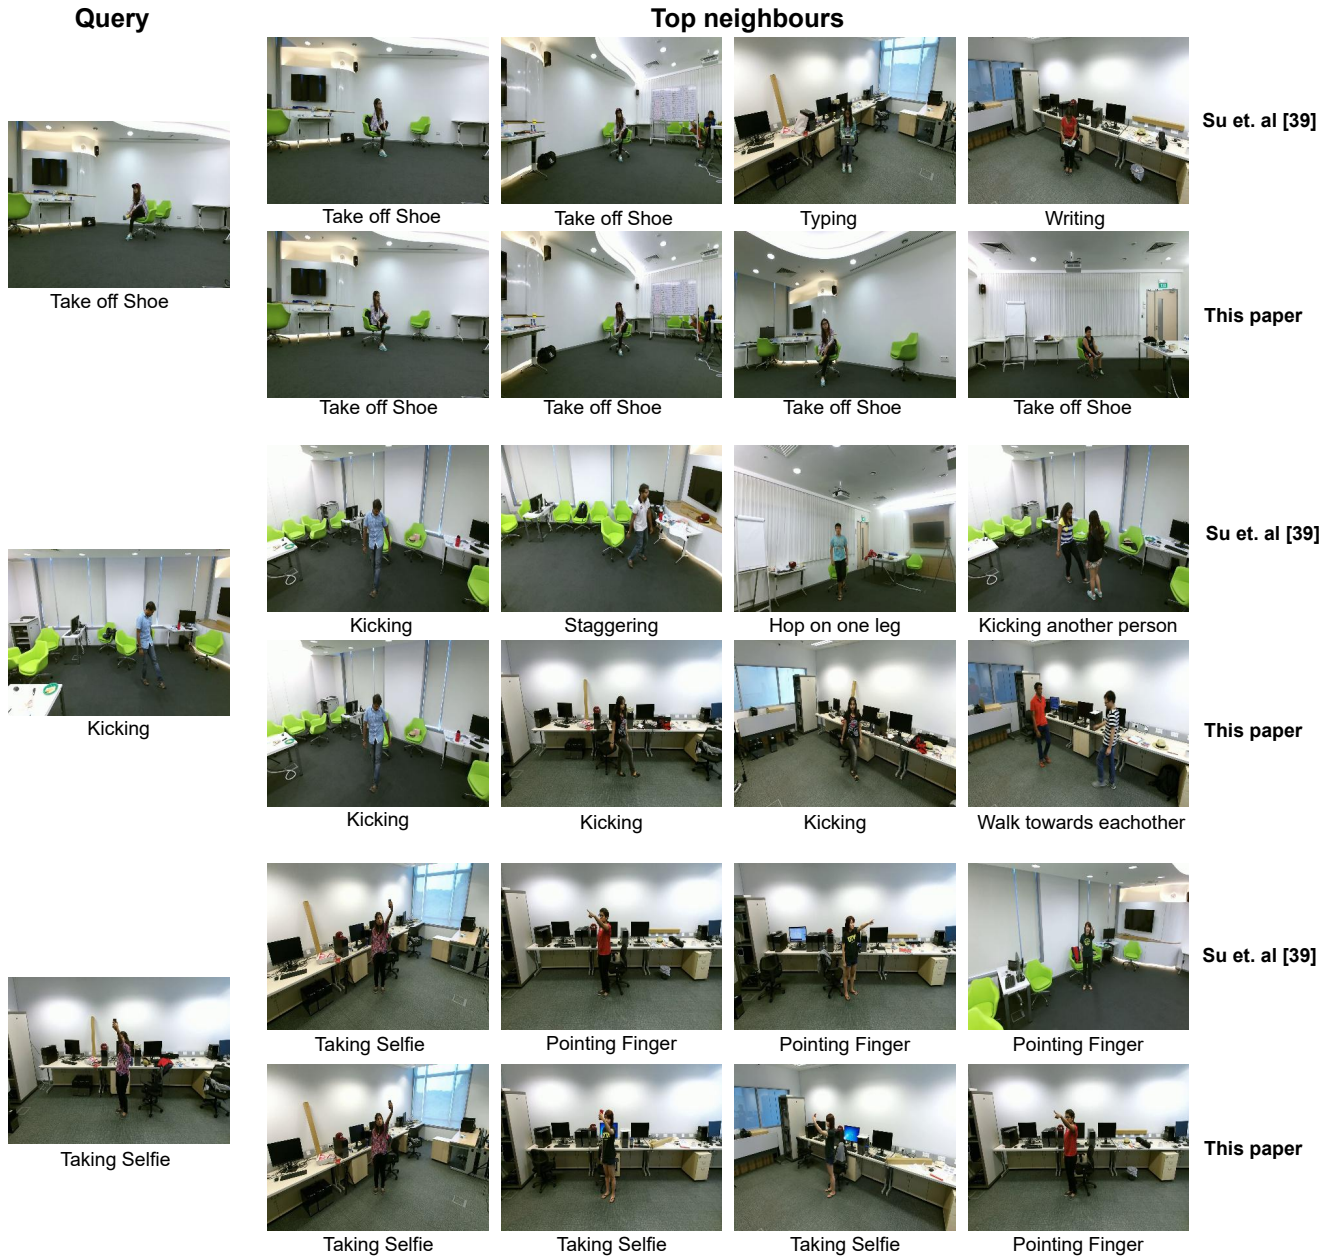 Query
Top neighbours
Su et. al [39]
Take off Shoe
Take off Shoe
Typing
Writing
Take off Shoe
This paper
Take off Shoe
Take off Shoe
Take off Shoe
Take off Shoe
Su et. al [39]
Kicking
Staggering
Hop on one leg
Kicking another person
Kicking
This paper
Kicking
Kicking
Kicking
Walk towards eachother
Su et. al [39]
Taking Selfie
Pointing Finger
Pointing Finger
Pointing Finger
Taking Selfie
This paper
Taking Selfie
Taking Selfie
Taking Selfie
Pointing Finger